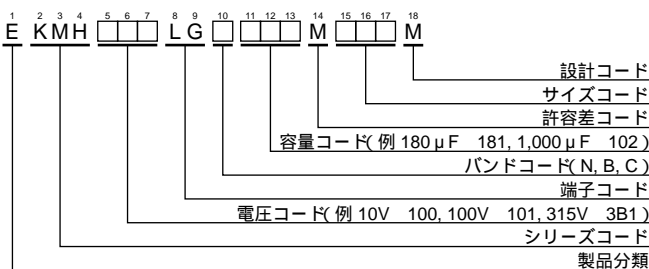 1 2 3 4 5 6 7 8 9 10 11 12 13 14 15 16 17 18
E KMH □□□ LG □ □□□ M □□□ M
設計コード
サイズコード
許容差コード
容量コード(例 180μF 181, 1,000μF 102)
バンドコード(N, B, C)
端子コード
電圧コード(例 10V 100, 100V 101, 315V 3B1)
シリーズコード
製品分類